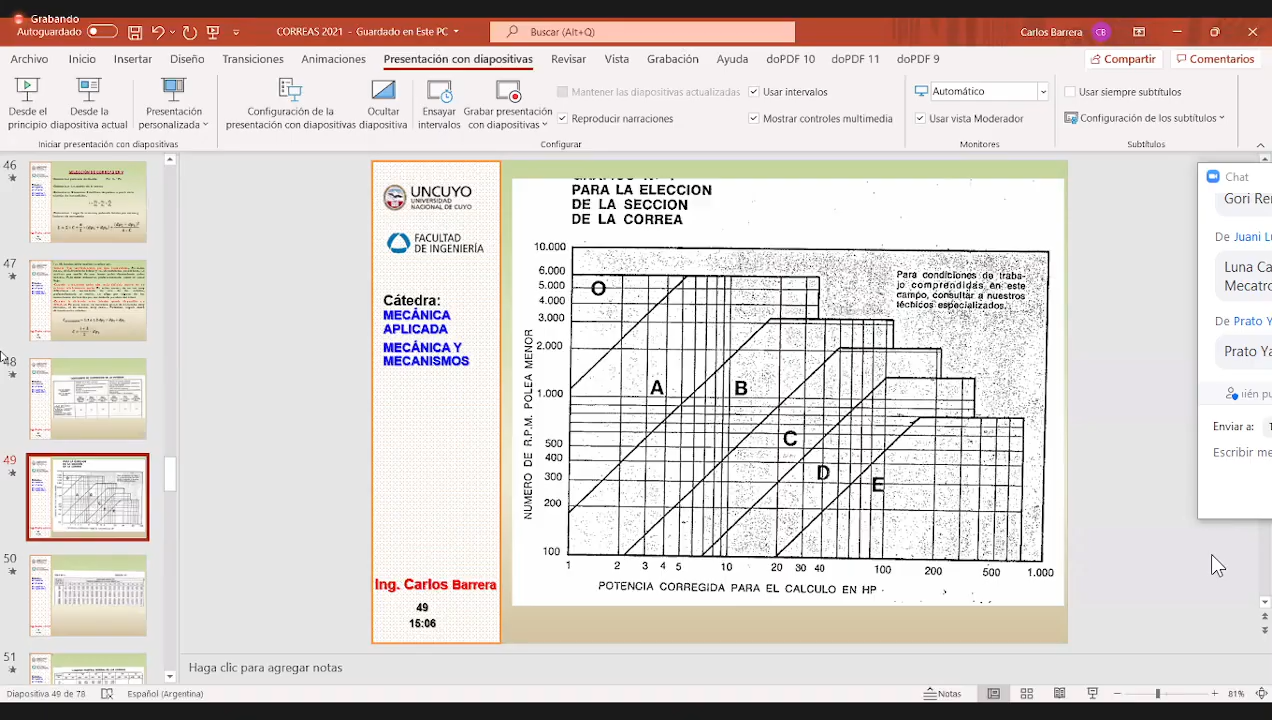 Grabando
Autoguardado
CORREAS 2021 - Guardado en Este PC
Buscar (Alt+Q)
Carlos Barrera
CB
Archivo Inicio Insertar Diseño Transiciones Animaciones Presentación con diapositivas Revisar Vista Grabación Ayuda doPDF 10 doPDF 11 doPDF 9
Compartir
Comentarios
Desde el principio
Desde la diapositiva actual
Presentación personalizada
Configuración de la presentación con diapositivas
Ocultar diapositiva
Ensayar intervalos
Grabar presentación con diapositivas
Mantener las diapositivas actualizadas
Reproducir narraciones
Usar intervalos
Mostrar controles multimedia
Automático
Usar vista Moderador
Usar siempre subtítulos
Configuración de los subtítulos
Iniciar presentación con diapositivas
Configurar
Monitores
Subtítulos
46
47
48
49
50
51
UNCUYO
UNIVERSIDAD
NACIONAL DE CUYO
FACULTAD
DE INGENIERÍA
Cátedra:
MECÁNICA
APLICADA
MECÁNICA Y
MECANISMOS
Ing. Carlos Barrera
49
15:06
PARA LA ELECCION
DE LA SECCION
DE LA CORREA
Para condiciones de traba-
jo comprendidas en este
campo, consultar a nuestros
téchicos especializados.
NUMERO DE R.P.M. POLEA MENOR
10.000
6.000
5.000
4.000
3.000
2.000
1.000
500
400
300
200
100
O
A
B
C
D
E
1 2 3 4 5 10 20 30 40 100 200 500 1.000
POTENCIA CORREGIDA PARA EL CALCULO EN HP
Chat
Gori Ren
De Juani Lu
Luna Ca
Mecatro
De Prato Y
Prato Ya
ién pu
Enviar a:
Escribir me
Haga clic para agregar notas
Diapositiva 49 de 78
Español (Argentina)
Notas
81%